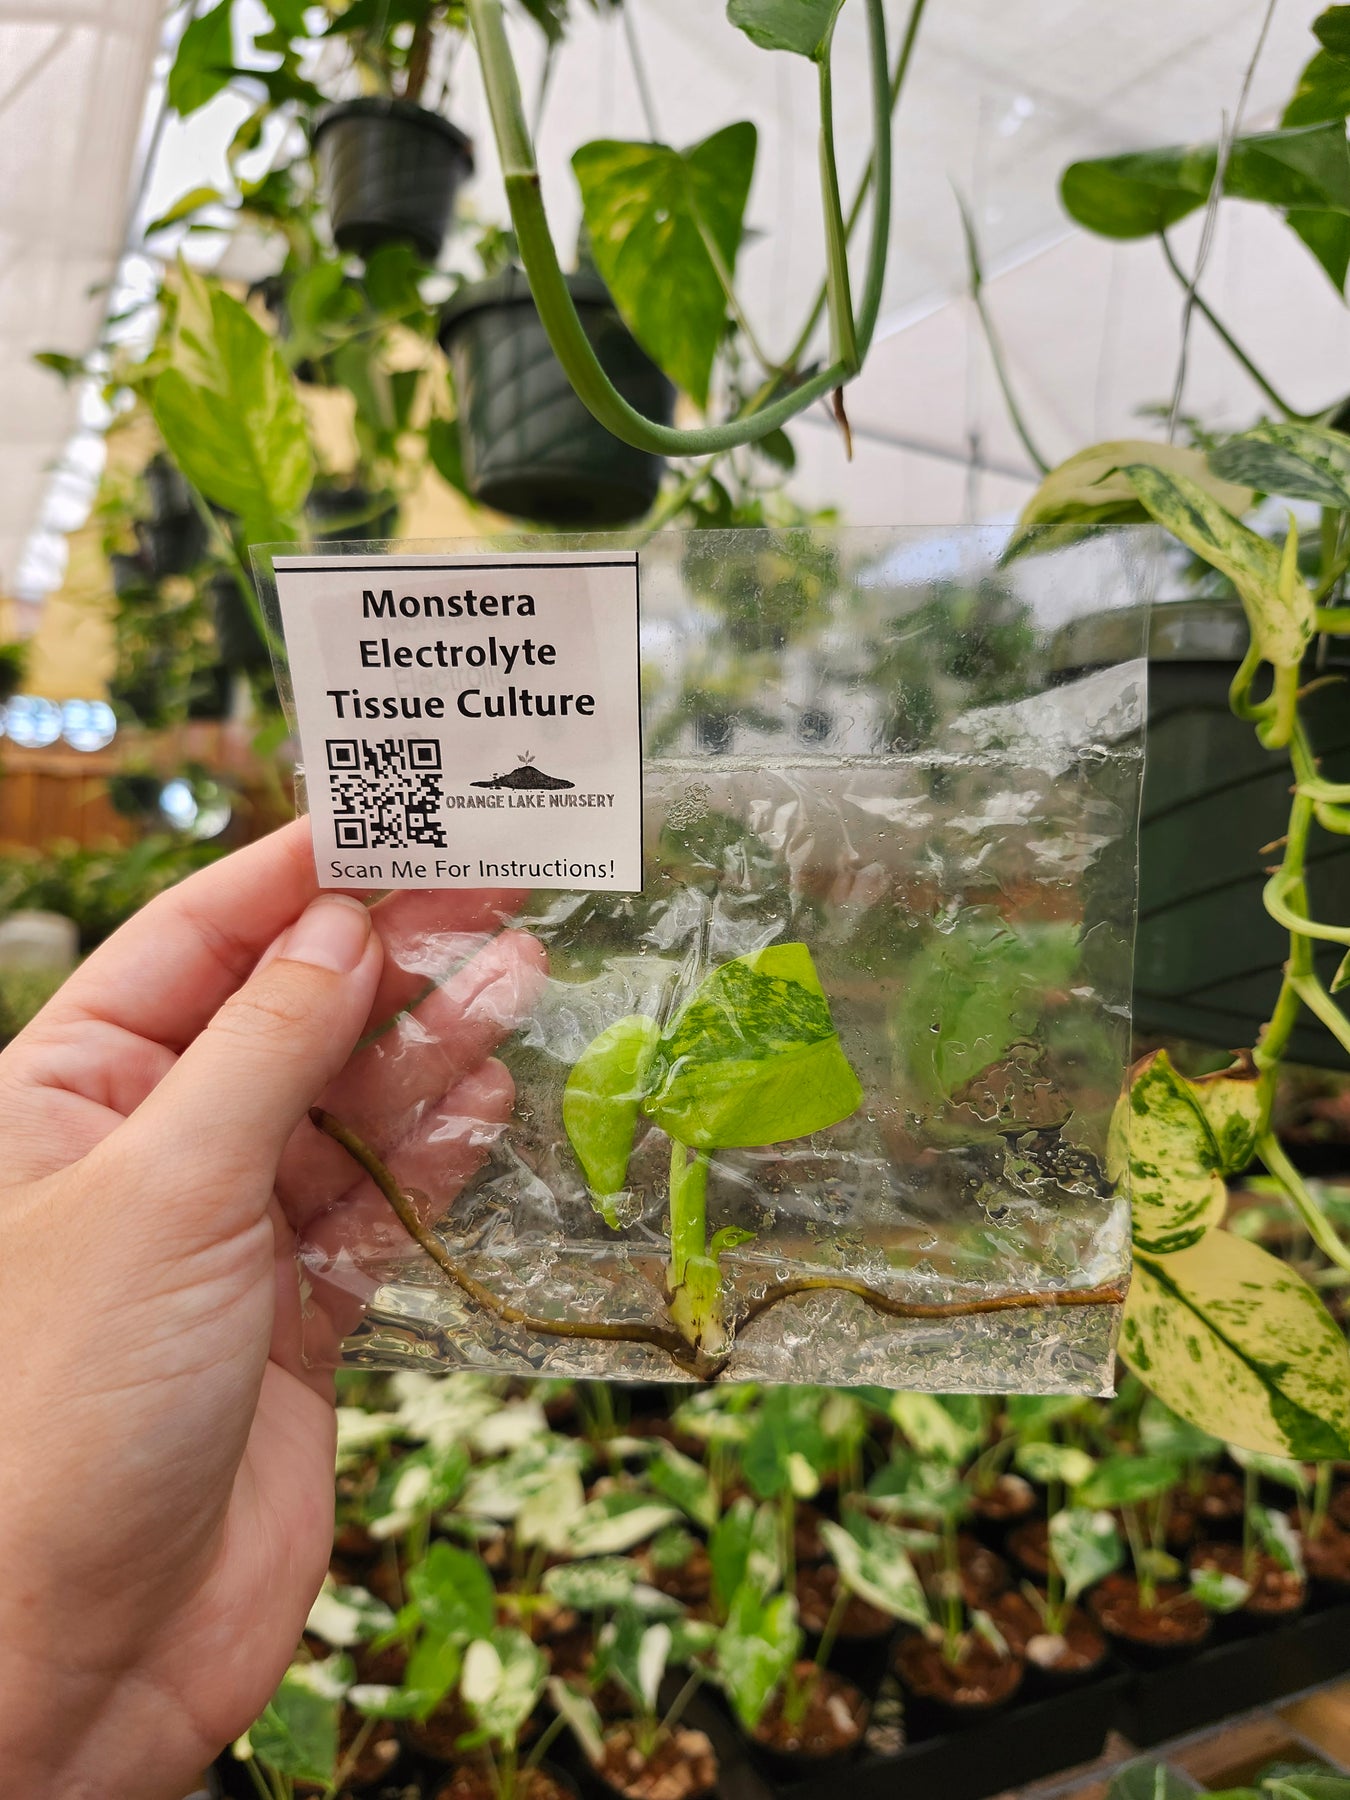 Monstera
Electrolyte
Tissue Culture
ORANGE LAKE NURSERY
Scan Me For Instructions!